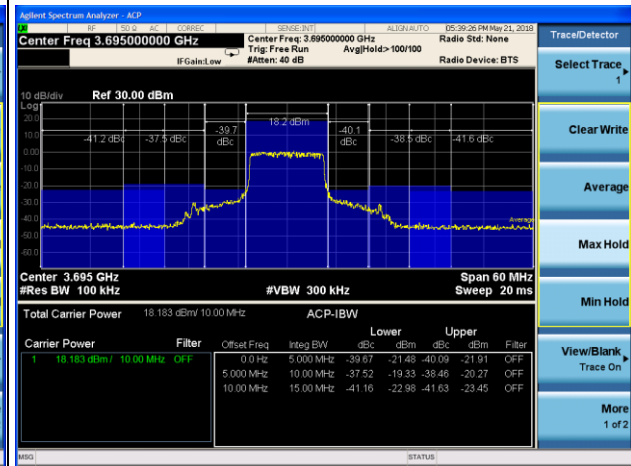 Agilent Spectrum Analyzer - ACP
RF 50 Ω AC CORREC SENSE:INT ALIGN AUTO 05:39:26 PM May 21, 2018
Center Freq 3.695000000 GHz Center Freq: 3.695000000 GHz Radio Std: None
Trig: Free Run Avg|Hold:> 100/100
IFGain:Low #Atten: 40 dB Radio Device: BTS
Trace/Detector
Select Trace
1
Clear Write
Average
Max Hold
Min Hold
View/Blank
Trace On
More
1 of 2
10 dB/div Ref 30.00 dBm
Log
20.0
10.0
0.00
-10.0
-20.0
-30.0
-40.0
-50.0
-60.0
-41.2 dBc -37.5 dBc -39.7 dBc 18.2 dBm -40.1 dBc -38.5 dBc -41.6 dBc
Average
Center 3.695 GHz Span 60 MHz
#Res BW 100 kHz #VBW 300 kHz Sweep 20 ms
Total Carrier Power 18.183 dBm/ 10.00 MHz ACP-IBW
Lower Upper
Carrier Power Filter Offset Freq Integ BW dBc dBm dBc dBm Filter
1 18.183 dBm / 10.00 MHz OFF 0.0 Hz 5.000 MHz -39.67 -21.48 -40.09 -21.91 OFF
5.000 MHz 10.00 MHz -37.52 -19.33 -38.46 -20.27 OFF
10.00 MHz 15.00 MHz -41.16 -22.98 -41.63 -23.45 OFF
MSG STATUS